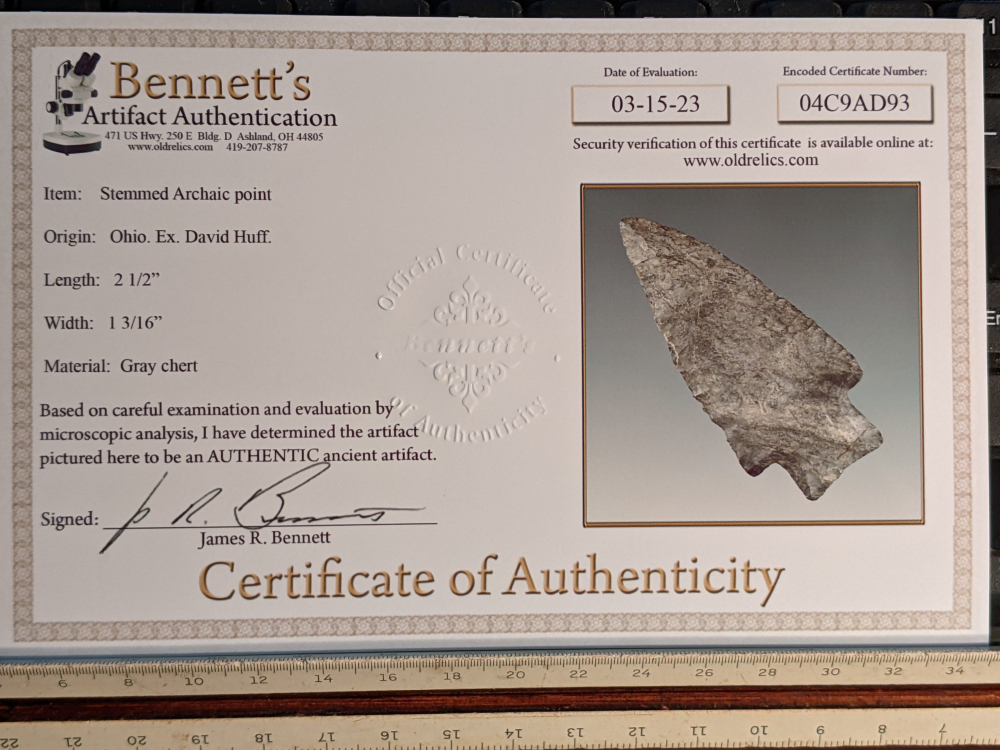 Bennett's
Artifact Authentication
471 US Hwy. 250 E Bldg. D Ashland, OH 44805
www.oldrelics.com 419-207-8787
Date of Evaluation:
03-15-23
Encoded Certificate Number:
04C9AD93
Security verification of this certificate is available online at:
www.oldrelics.com
Item: Stemmed Archaic point
Origin: Ohio. Ex. David Huff.
Length: 2 1/2”
Width: 1 3/16”
Material: Gray chert
Official Certificate
Bennett's
of Authenticity
Based on careful examination and evaluation by
microscopic analysis, I have determined the artifact
pictured here to be an AUTHENTIC ancient artifact.
Signed: J. R. Bennett
James R. Bennett
Certificate of Authenticity
6 8 10 12 14 16 18 20 22 24 26 28 30 32 34
22 21 20 19 18 17 16 15 14 13 12 11 10 9 8 7
1
En